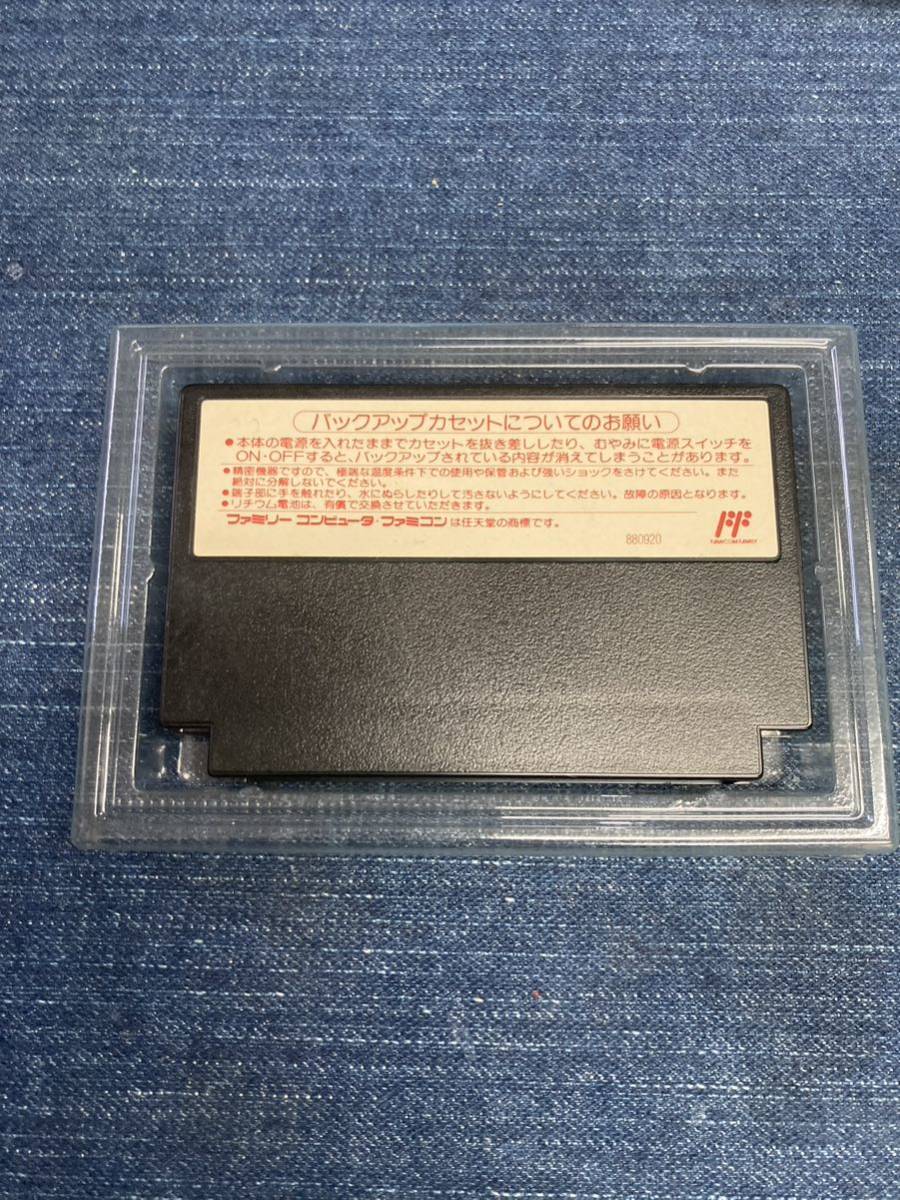 バックアップカセットについてのお願い
●本体の電源を入れたままでカセットを抜き差ししたり、むやみに電源スイッチを
ON・OFFすると、バックアップされている内容が消えてしまうことがあります。
●精密機器ですので、極端な温度条件下での使用や保管および強いショックをさけてください。また
絶対に分解しないでください。
●端子部に手を触れたり、水にぬらしたりして汚さないようにしてください。故障の原因となります。
●リチウム電池は、有償で交換させていただきます。
ファミリー コンピュータ・ファミコンは任天堂の商標です。
FAMICOM FAMILY
880920